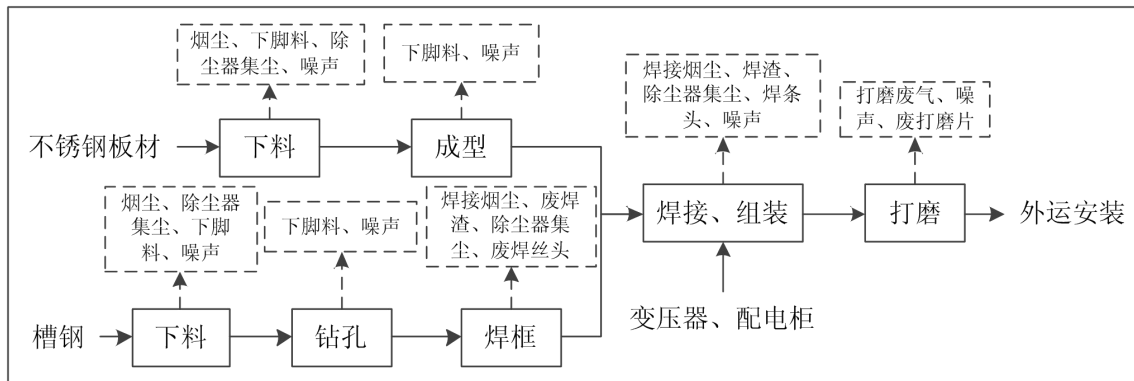 烟尘、下脚料、除
尘器集尘、噪声
下脚料、噪声
焊接烟尘、焊渣、
除尘器集尘、焊条
头、噪声
打磨废气、噪
声、废打磨片
不锈钢板材
下料
成型
烟尘、除尘器
集尘、下脚
料、噪声
下脚料、噪声
焊接烟尘、废焊
渣、除尘器集
尘、废焊丝头
焊接、组装
打磨
外运安装
变压器、配电柜
槽钢
下料
钻孔
焊框